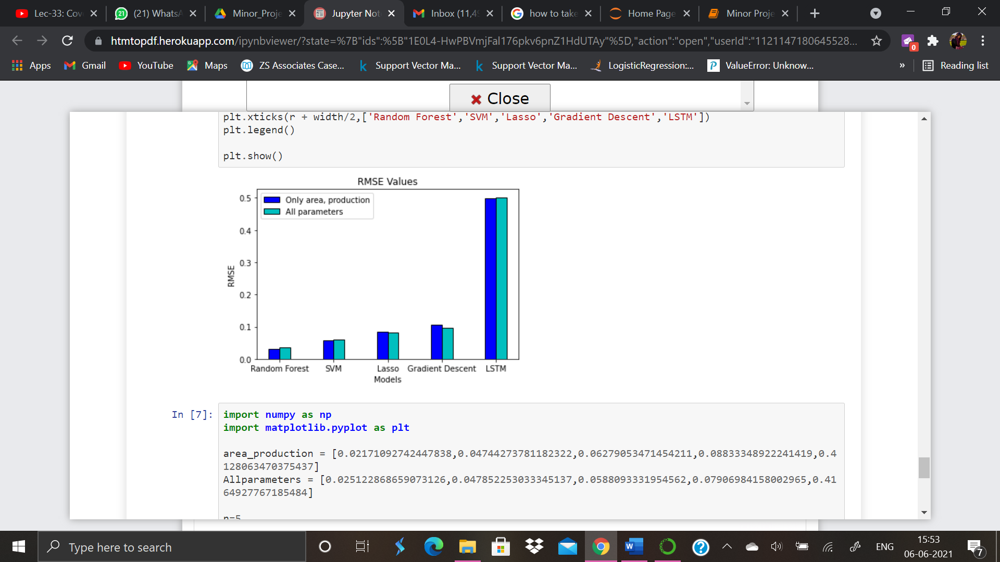 Lec-33: Cov
(21) WhatsA
Minor_Proje
Jupyter Not
Inbox (11,49
how to take
Home Page
Minor Proje
htmtopdf.herokuapp.com/ipynbviewer/?state=%7B"ids":%5B"1E0L4-HwPBVmjFal176pkv6pnZ1HdUTAy"%5D,"action":"open","userId":"1121147180645528...
0
Apps
Gmail
YouTube
Maps
ZS Associates Case...
Support Vector Ma...
Support Vector Ma...
LogisticRegression:...
ValueError: Unknow...
»
Reading list
Close
plt.xticks(r + width/2,['Random Forest','SVM','Lasso','Gradient Descent','LSTM'])
plt.legend()
plt.show()
RMSE Values
Only area, production
All parameters
0.5
0.4
0.3
0.2
0.1
0.0
RMSE
Random Forest SVM Lasso Gradient Descent LSTM
Models
In [7]:
import numpy as np
import matplotlib.pyplot as plt
area_production = [0.02171092742447838,0.04744273781182322,0.06279053471454211,0.08833348922241419,0.4
128063470375437]
Allparameters = [0.025122868659073126,0.047852253033345137,0.0588093331954562,0.07906984158002965,0.41
64927767185484]
n=5
Type here to search
ENG
15:53
06-06-2021
7